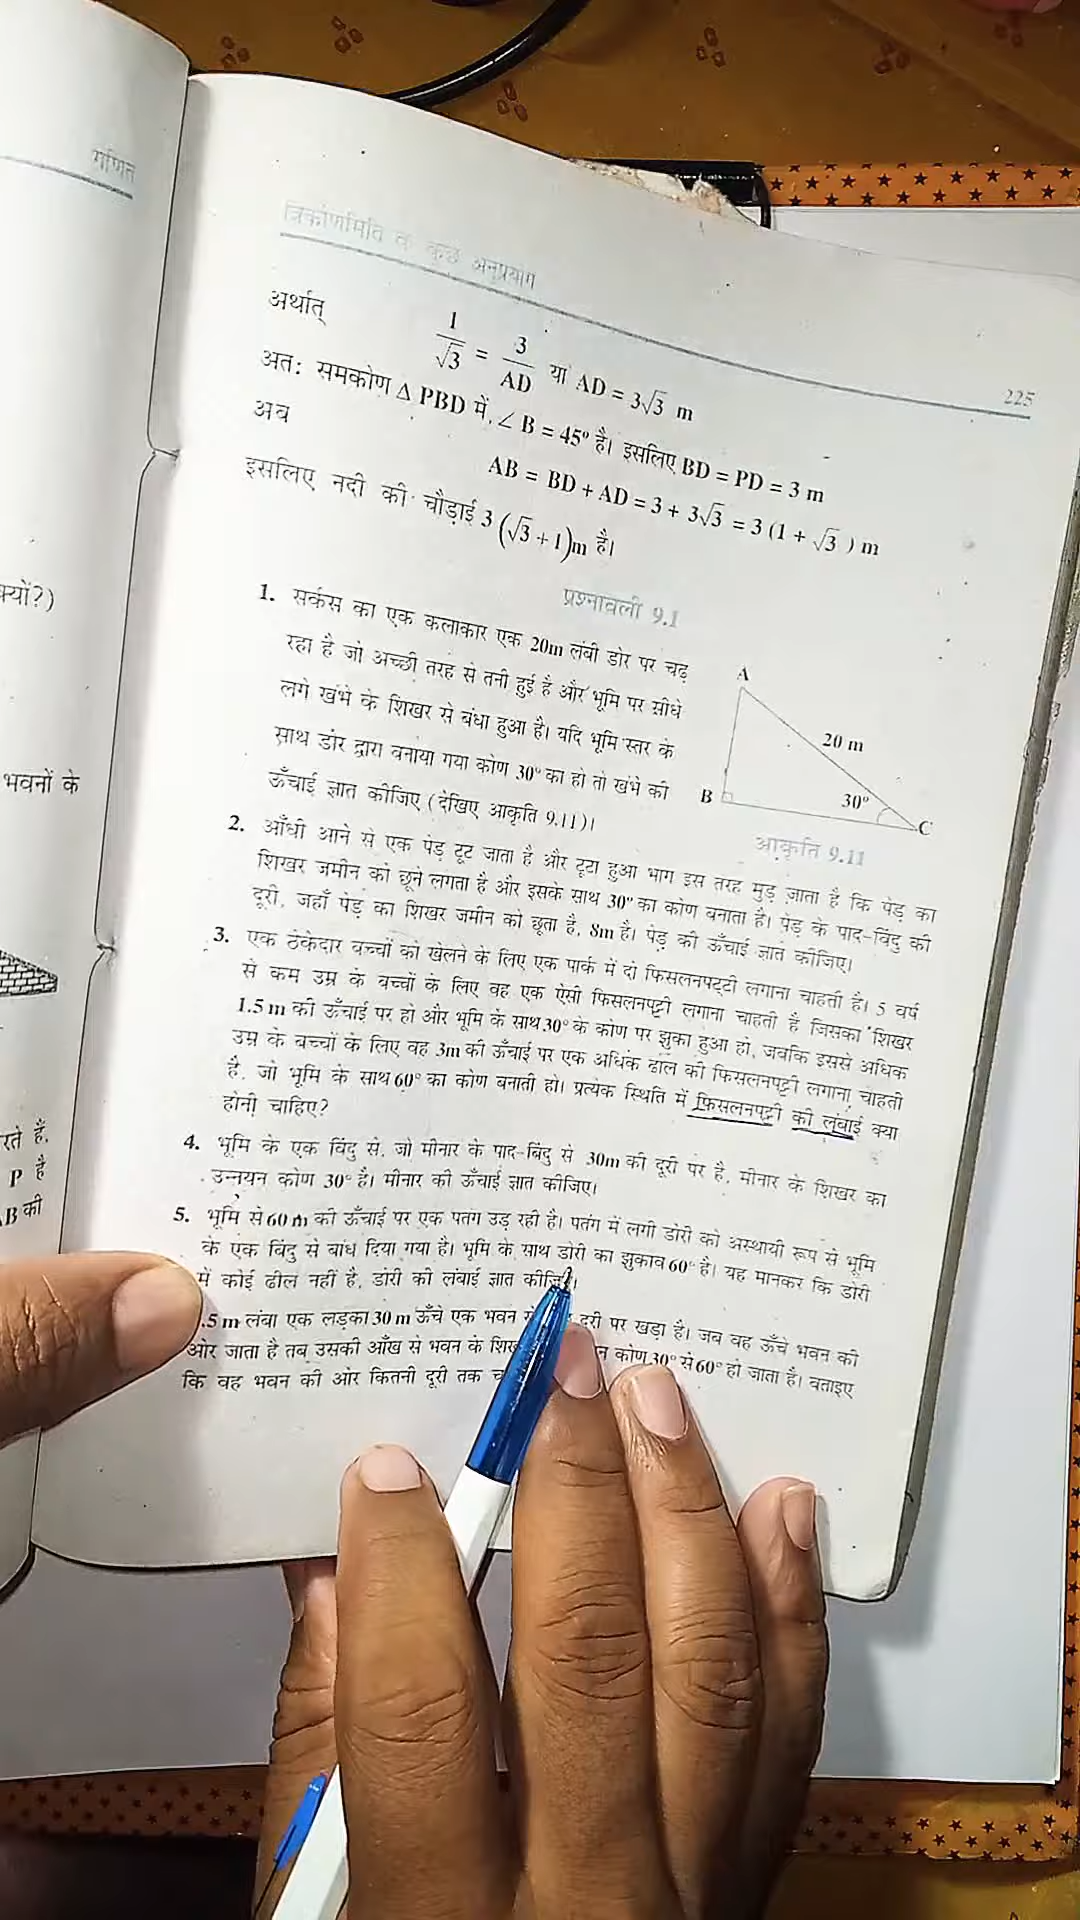 गणित
त्रिकोणमिति के कुछ अनुप्रयोग
225
अर्थात् 1/√3 = 3/AD या AD = 3√3 m
अतः समकोण Δ PBD में, ∠ B = 45° है। इसलिए BD = PD = 3 m
अब AB = BD + AD = 3 + 3√3 = 3 (1 + √3 ) m
इसलिए नदी की चौड़ाई 3 (√3 + 1)m है।
प्रश्नावली 9.1
1. सर्कस का एक कलाकार एक 20m लंबी डोर पर चढ़
रहा है जो अच्छी तरह से तनी हुई है और भूमि पर सीधे
लगे खंभे के शिखर से बंधा हुआ है। यदि भूमि स्तर के
साथ डोर द्वारा बनाया गया कोण 30° का हो तो खंभे की
ऊँचाई ज्ञात कीजिए (देखिए आकृति 9.11)।
A
20 m
B
30°
C
आकृति 9.11
2. आँधी आने से एक पेड़ टूट जाता है और टूटा हुआ भाग इस तरह मुड़ जाता है कि पेड़ का
शिखर जमीन को छूने लगता है और इसके साथ 30° का कोण बनाता है। पेड़ के पाद-बिंदु की
दूरी, जहाँ पेड़ का शिखर जमीन को छूता है, 8m है। पेड़ की ऊँचाई ज्ञात कीजिए।
3. एक ठेकेदार बच्चों को खेलने के लिए एक पार्क में दो फिसलनपट्टी लगाना चाहती है। 5 वर्ष
से कम उम्र के बच्चों के लिए वह एक ऐसी फिसलनपट्टी लगाना चाहती है जिसका शिखर
1.5 m की ऊँचाई पर हो और भूमि के साथ 30° के कोण पर झुका हुआ हो, जबकि इससे अधिक
उम्र के बच्चों के लिए वह 3m की ऊँचाई पर एक अधिक ढाल की फिसलनपट्टी लगाना चाहती
है, जो भूमि के साथ 60° का कोण बनाती हो। प्रत्येक स्थिति में फिसलनपट्टी की लंबाई क्या
होनी चाहिए?
4. भूमि के एक बिंदु से, जो मीनार के पाद-बिंदु से 30m की दूरी पर है, मीनार के शिखर का
उन्नयन कोण 30° है। मीनार की ऊँचाई ज्ञात कीजिए।
5. भूमि से 60 m की ऊँचाई पर एक पतंग उड़ रही है। पतंग में लगी डोरी को अस्थायी रूप से भूमि
के एक बिंदु से बांध दिया गया है। भूमि के साथ डोरी का झुकाव 60° है। यह मानकर कि डोरी
में कोई ढील नहीं है, डोरी की लंबाई ज्ञात कीजिए।
.5 m लंबा एक लड़का 30 m ऊँचे एक भवन दूरी पर खड़ा है। जब वह ऊँचे भवन की
ओर जाता है तब उसकी आँख से भवन के कोण 30° से 60° हो जाता है। बताइए
कि वह भवन की ओर कितनी दूरी तक
क्यों?)
भवनों के
रते हैं,
P है
AB की